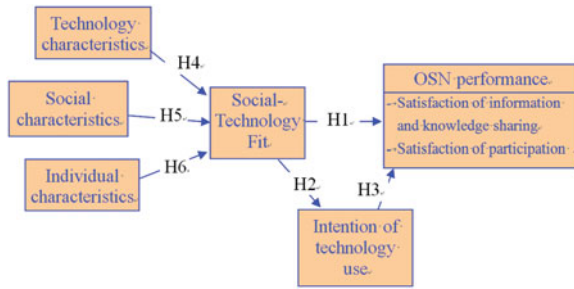 Technology
characteristics
H4
Social
characteristics
H5
Individual
characteristics
H6
Social-
Technology
Fit
H1
H2
H3
OSN performance
--Satisfaction of information
and knowledge sharing
--Satisfaction of participation
Intention of
technology
use